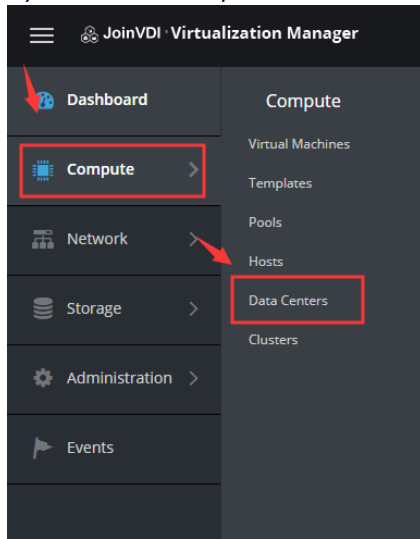 JoinVDI Virtualization Manager
Dashboard
Compute
Network
Storage
Administration
Events
Compute
Virtual Machines
Templates
Pools
Hosts
Data Centers
Clusters